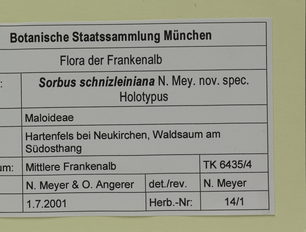 Botanische Staatssammlung München
Flora der Frankenalb
: Sorbus schnizleiniana N. Mey. nov. spec.
Holotypus
Maloideae
Hartenfels bei Neukirchen, Waldsaum am
Südosthang
um: Mittlere Frankenalb TK 6435/4
N. Meyer & O. Angerer det./rev. N. Meyer
1.7.2001 Herb.-Nr: 14/1